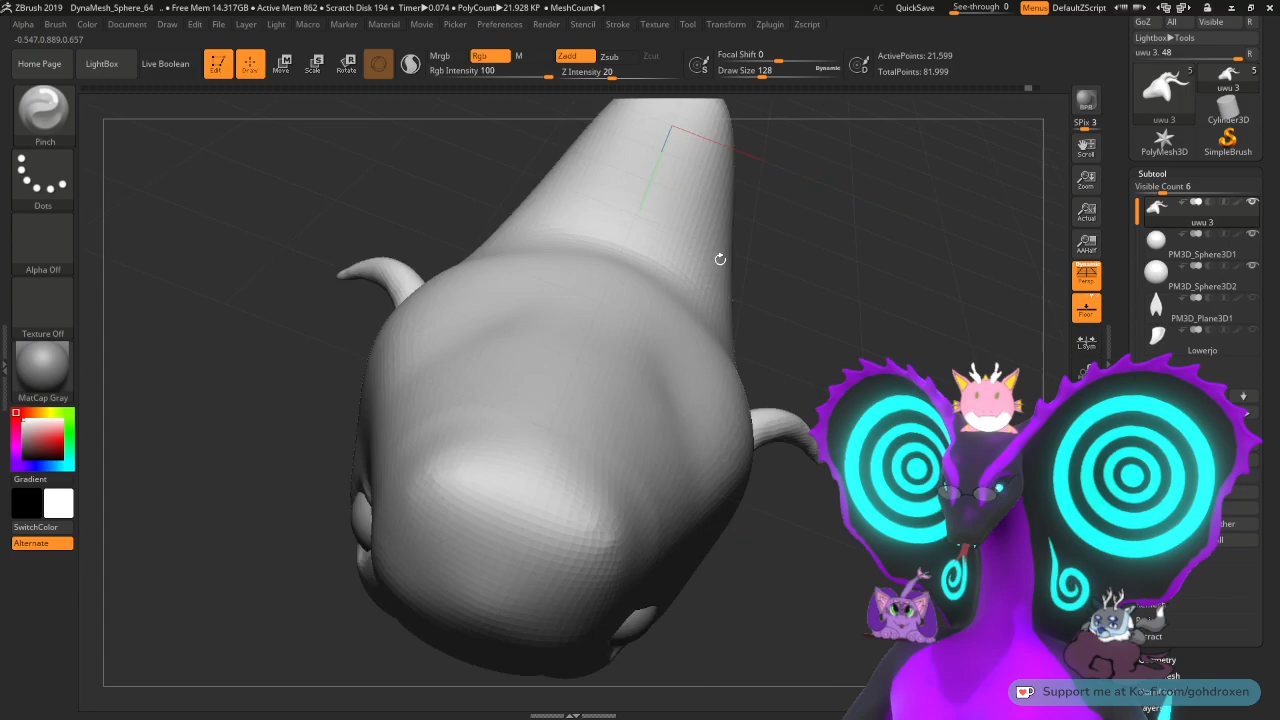 ZBrush 2019 DynaMesh_Sphere_64 .. • Free Mem 14.317GB • Active Mem 862 • Scratch Disk 194 • Timer▶0.074 • PolyCount▶21.928 KP • MeshCount▶1
AC QuickSave See-through 0 Menus DefaultZScript
Alpha Brush Color Document Draw Edit File Layer Light Macro Marker Material Movie Picker Preferences Render Stencil Stroke Texture Tool Transform Zplugin Zscript
GoZ All Visible R
-0.547,0.889,0.657
Lightbox▶Tools
uwu 3. 48 R
Home Page LightBox Live Boolean
Edit Draw Move Scale Rotate
Mrgb Rgb M
Rgb Intensity 100
Zadd Zsub Zcut
Z Intensity 20
Focal Shift 0
Draw Size 128 Dynamic
S
D
ActivePoints: 21,599
TotalPoints: 81.999
Pinch
Dots
Alpha Off
Texture Off
MatCap Gray
Gradient
SwitchColor
Alternate
BPR
SPix 3
Scroll
Zoom
Actual
AAHalf
Dynamic
Persp
Floor
L.Sym
5
uwu 3
5
uwu 3
Cylinder3D
PolyMesh3D
SimpleBrush
Subtool
Visible Count 6
uwu 3
PM3D_Sphere3D1
PM3D_Sphere3D2
PM3D_Plane3D1
Lowerjo
Support me at Ko-fi.com/gohdroxen